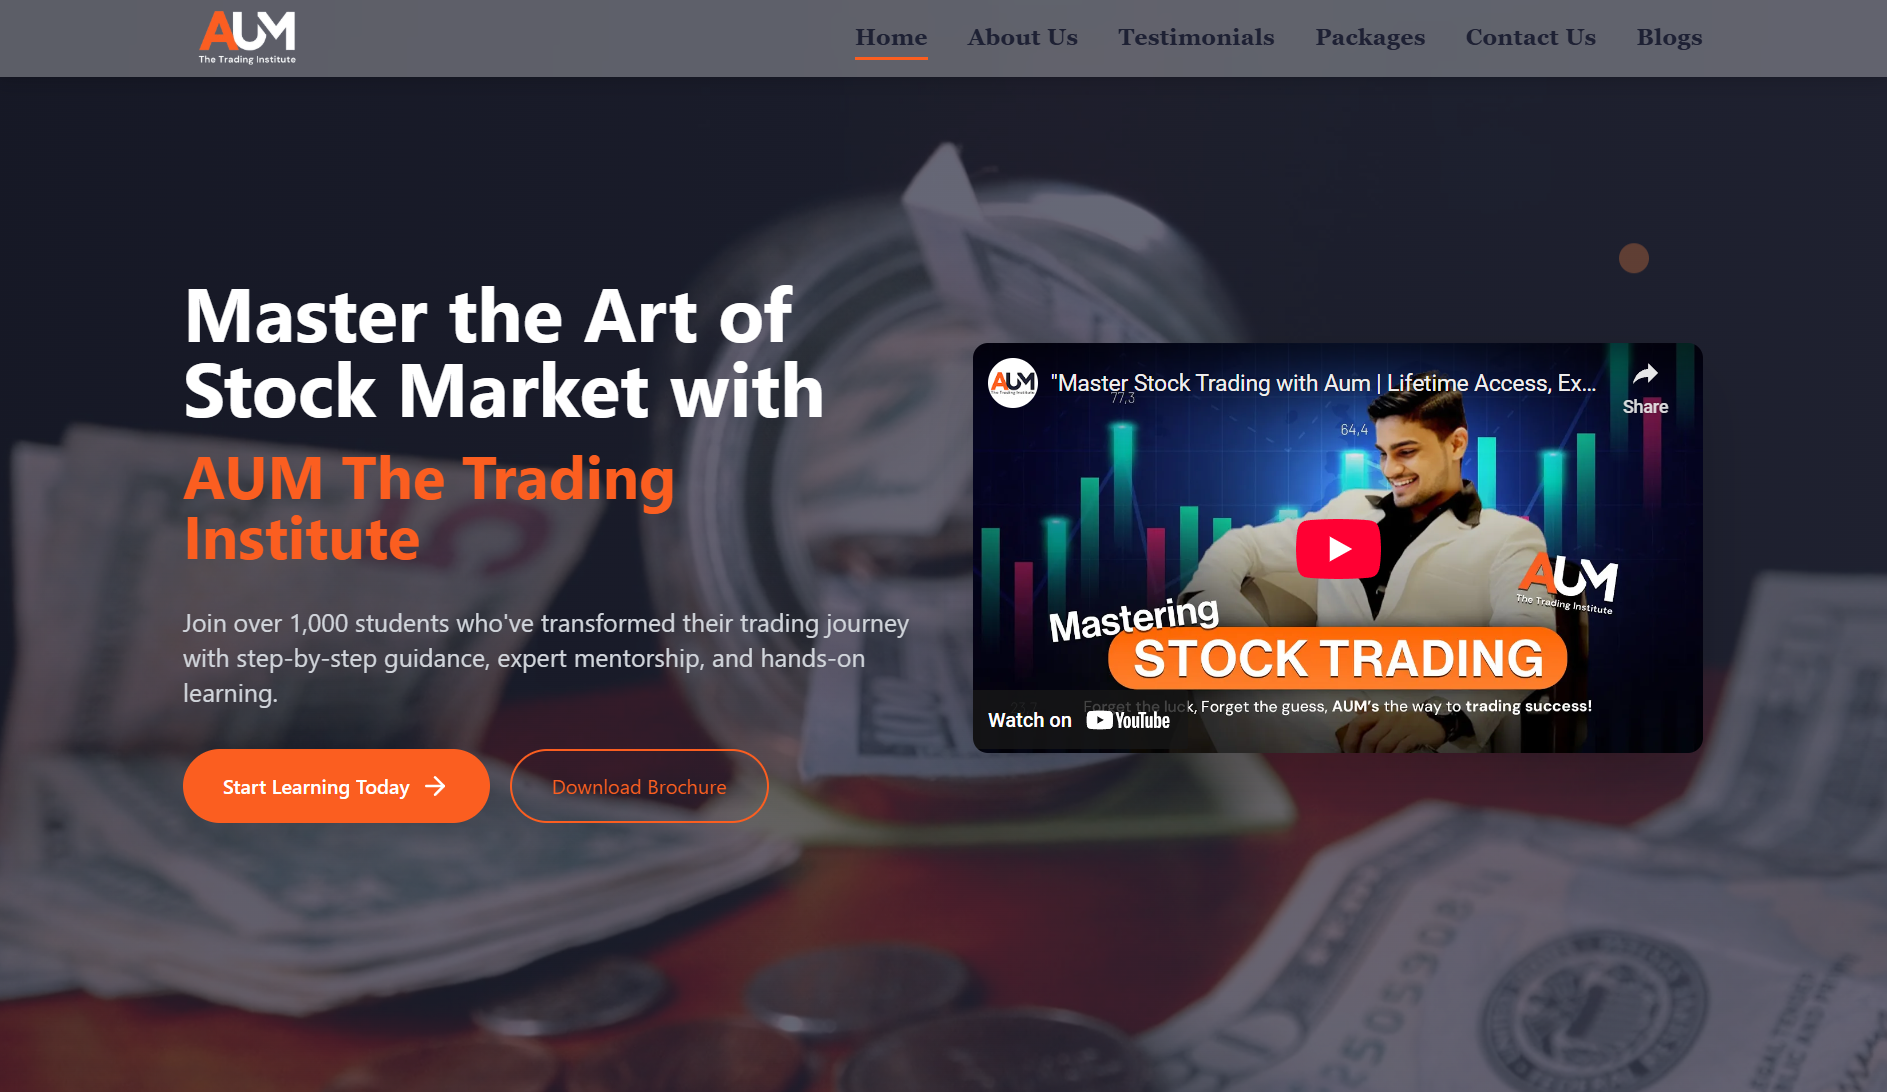 AUM
The Trading Institute
Home
About Us
Testimonials
Packages
Contact Us
Blogs
Master the Art of
Stock Market with
AUM The Trading
Institute
Join over 1,000 students who've transformed their trading journey
with step-by-step guidance, expert mentorship, and hands-on
learning.
Start Learning Today
Download Brochure
AUM
"Master Stock Trading with Aum | Lifetime Access, Ex...
Share
77,3
64,4
AUM
The Trading Institute
Mastering
STOCK TRADING
Forget the luck, Forget the guess, AUM's the way to trading success!
Watch on YouTube